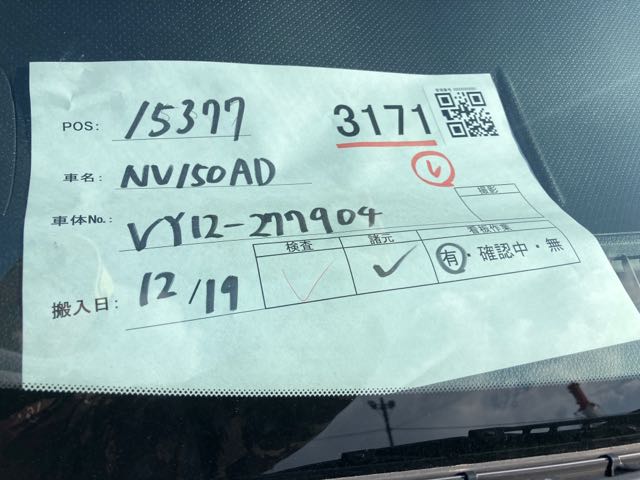 POS: 15377
3171
車名: NV150AD
レ
車体No.: VY12-277904
撮影
検査 諸元 看板作業
搬入日: 12/19
有・確認中・無